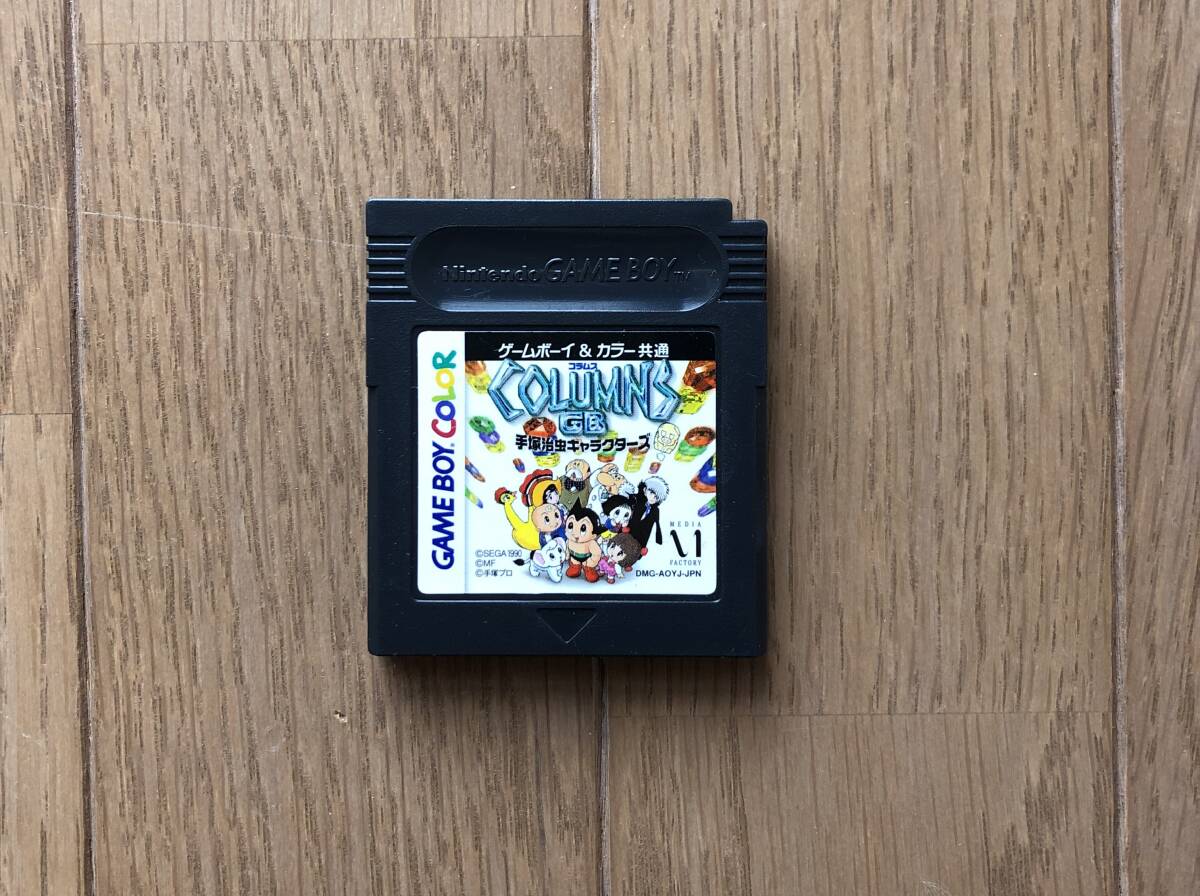 Nintendo GAME BOY TM
ゲームボーイ & カラー共通
コラムス
COLUMNS
GB
手塚治虫キャラクターズ
GAME BOY COLOR
MEDIA
FACTORY
©SEGA1990
©MF
©手塚プロ
DMG-AOYJ-JPN